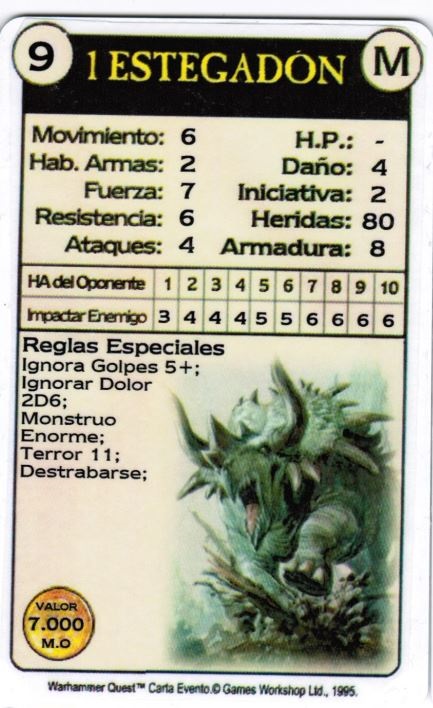 9 1 ESTEGADÓN M
Movimiento: 6 H.P.: -
Hab. Armas: 2 Daño: 4
Fuerza: 7 Iniciativa: 2
Resistencia: 6 Heridas: 80
Ataques: 4 Armadura: 8
HA del Oponente 1 2 3 4 5 6 7 8 9 10
Impactar Enemigo 3 4 4 4 5 5 6 6 6 6
Reglas Especiales
Ignora Golpes 5+;
Ignorar Dolor
2D6;
Monstruo
Enorme;
Terror 11;
Destrabarse;
VALOR
7.000
M.O
Warhammer Quest™ Carta Evento.© Games Workshop Ltd., 1995.